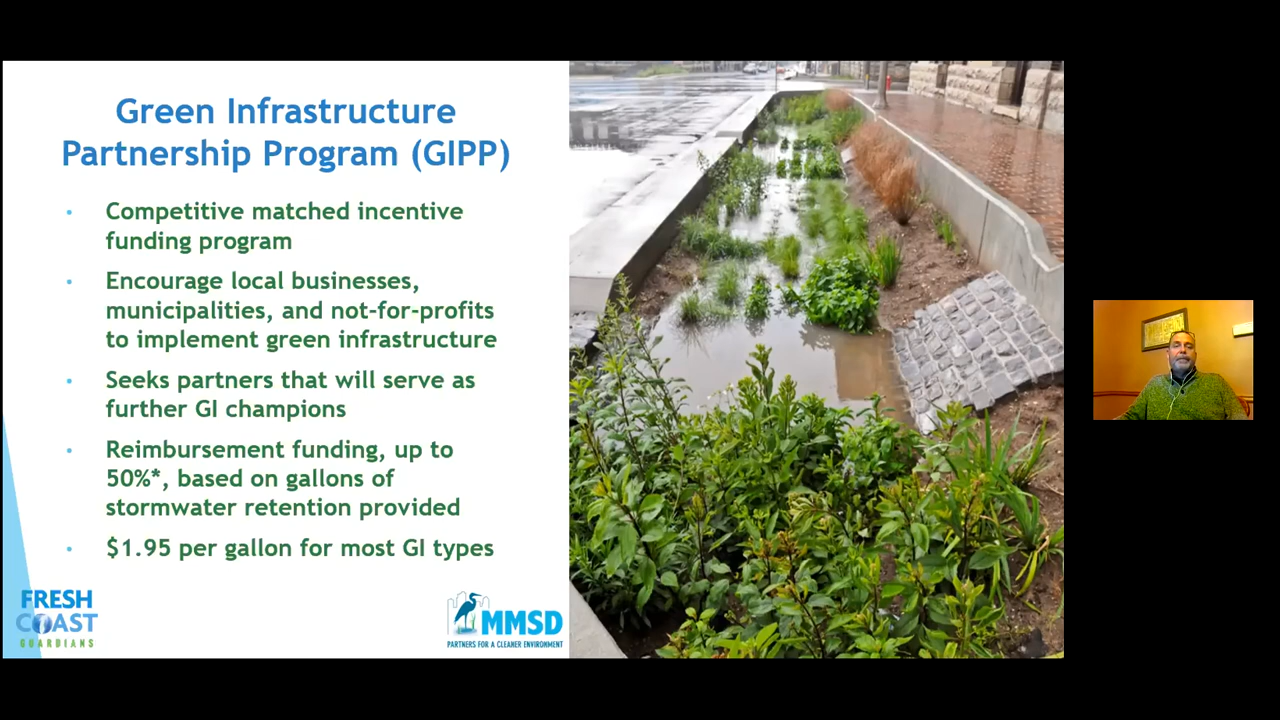 Green Infrastructure
Partnership Program (GIPP)
• Competitive matched incentive
funding program
• Encourage local businesses,
municipalities, and not-for-profits
to implement green infrastructure
• Seeks partners that will serve as
further GI champions
• Reimbursement funding, up to
50%*, based on gallons of
stormwater retention provided
• $1.95 per gallon for most GI types
FRESH
COAST
GUARDIANS
MMSD
PARTNERS FOR A CLEANER ENVIRONMENT